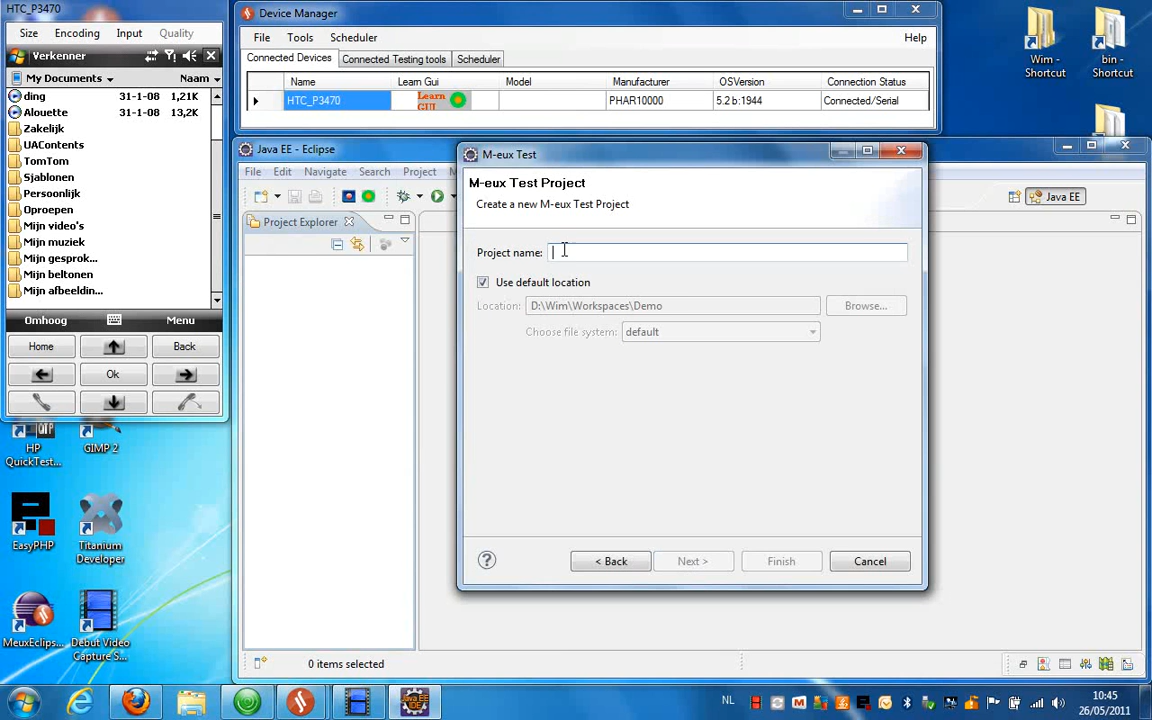 HTC_P3470
Size Encoding Input Quality
Verkenner
My Documents Naam
ding 31-1-08 1,21K
Alouette 31-1-08 13,2K
Zakelijk
UAContents
TomTom
Sjablonen
Persoonlijk
Oproepen
Mijn video's
Mijn muziek
Mijn gesprok...
Mijn beltonen
Mijn afbeeldin...
Omhoog Menu
Home Back
Ok
Device Manager
File Tools Scheduler Help
Connected Devices Connected Testing tools Scheduler
Name Learn Gui Model Manufacturer OSVersion Connection Status
HTC_P3470 Learn GUI PHAR10000 5.2 b:1944 Connected/Serial
Wim - Shortcut
bin - Shortcut
Java EE - Eclipse
File Edit Navigate Search Project
Java EE
Project Explorer
0 items selected
M-eux Test
M-eux Test Project
Create a new M-eux Test Project
Project name:
Use default location
Location: D:\Wim\Workspaces\Demo Browse...
Choose file system: default
< Back Next > Finish Cancel
HP QuickTest...
GIMP 2
EasyPHP
Titanium Developer
MeuxEclips...
Debut Video Capture S...
NL
10:45
26/05/2011